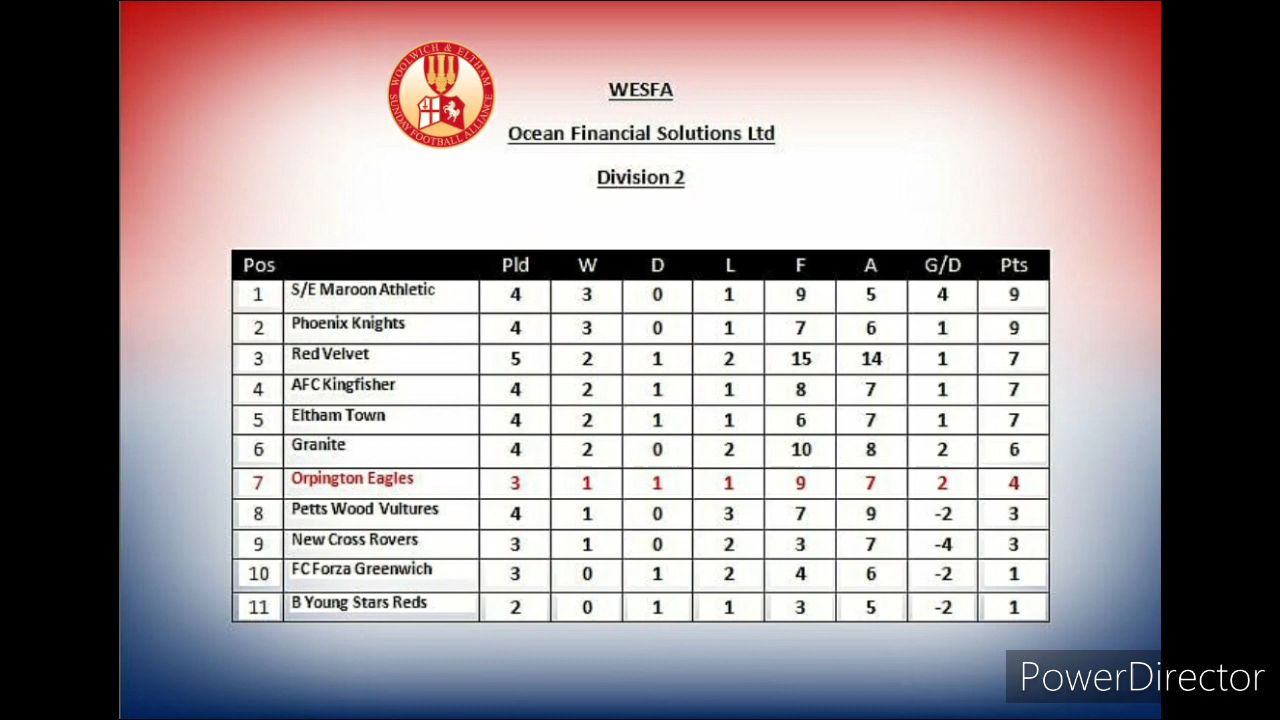 WOOLWICH & ELTHAM
SUNDAY FOOTBALL ALLIANCE
WESFA
Ocean Financial Solutions Ltd
Division 2
Pos Pld W D L F A G/D Pts
1 S/E Maroon Athletic 4 3 0 1 9 5 4 9
2 Phoenix Knights 4 3 0 1 7 6 1 9
3 Red Velvet 5 2 1 2 15 14 1 7
4 AFC Kingfisher 4 2 1 1 8 7 1 7
5 Eltham Town 4 2 1 1 6 7 1 7
6 Granite 4 2 0 2 10 8 2 6
7 Orpington Eagles 3 1 1 1 9 7 2 4
8 Petts Wood Vultures 4 1 0 3 7 9 -2 3
9 New Cross Rovers 3 1 0 2 3 7 -4 3
10 FC Forza Greenwich 3 0 1 2 4 6 -2 1
11 B Young Stars Reds 2 0 1 1 3 5 -2 1
PowerDirector